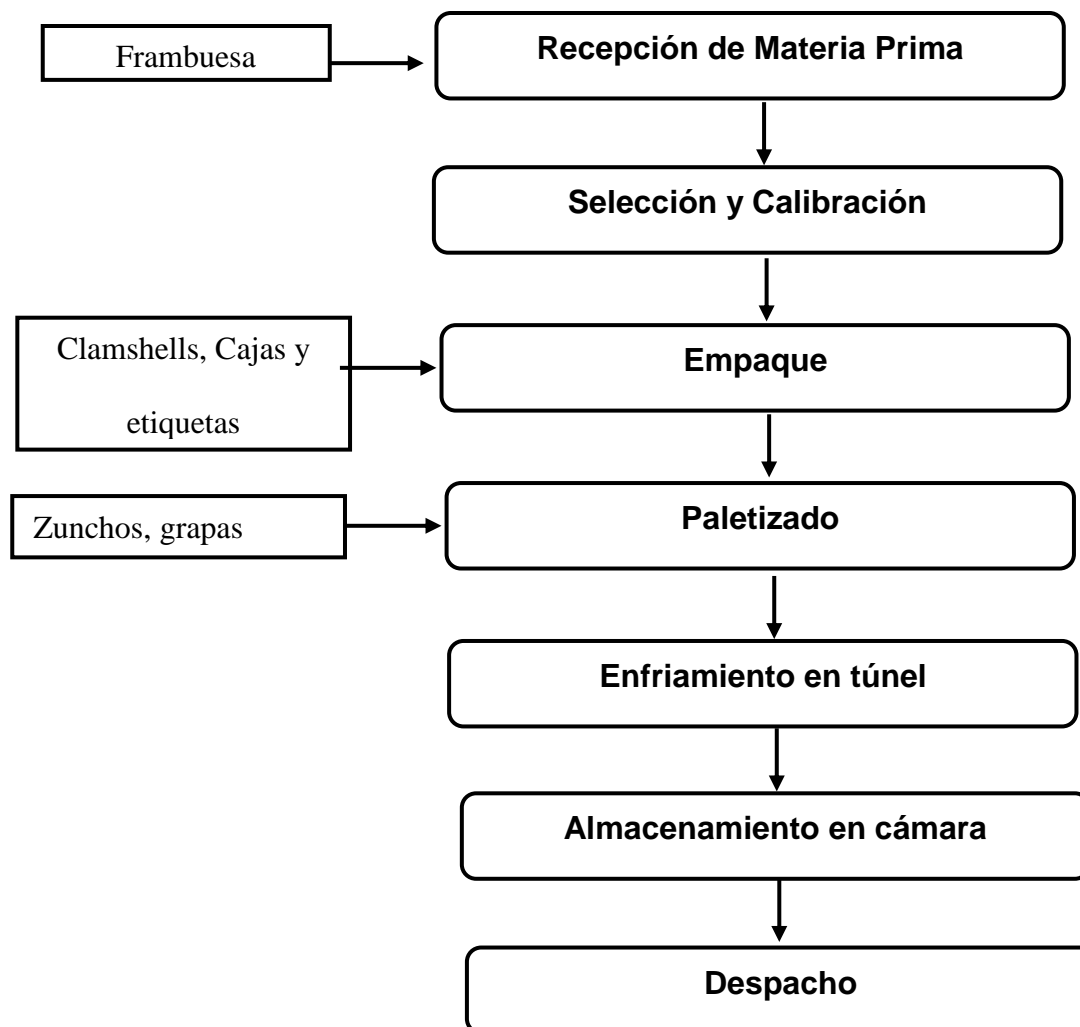 Frambuesa
Recepción de Materia Prima
Selección y Calibración
Clamshells, Cajas y
etiquetas
Empaque
Zunchos, grapas
Paletizado
Enfriamiento en túnel
Almacenamiento en cámara
Despacho